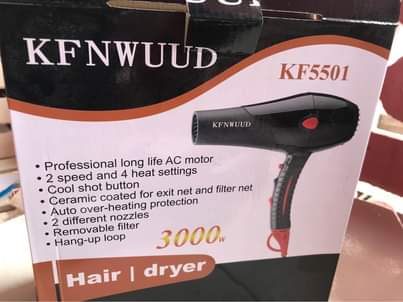 KFNWUUD
KF5501
KFNWUUD
• Professional long life AC motor
• 2 speed and 4 heat settings
• Cool shot button
• Ceramic coated for exit net and filter net
• Auto over-heating protection
• 2 different nozzles
• Removable filter
• Hang-up loop
3000w
Hair | dryer